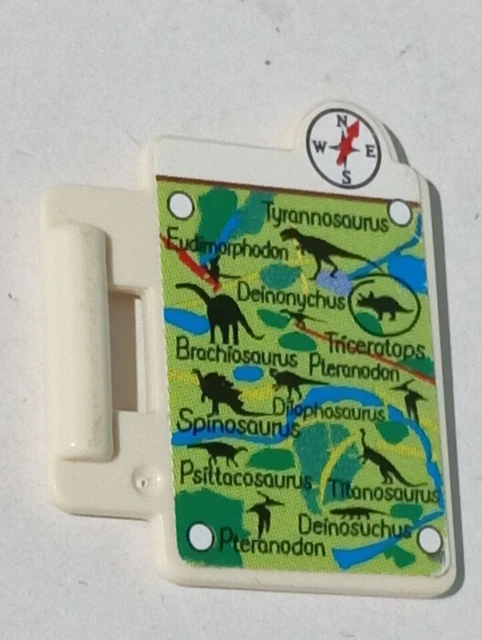 N
W E
S
Tyrannosaurus
Eudimorphodon
Deinonychus
Triceratops
Brachiosaurus
Pteranodon
Dilophosaurus
Spinosaurus
Psittacosaurus
Titanosaurus
Deinosuchus
Pteranodon